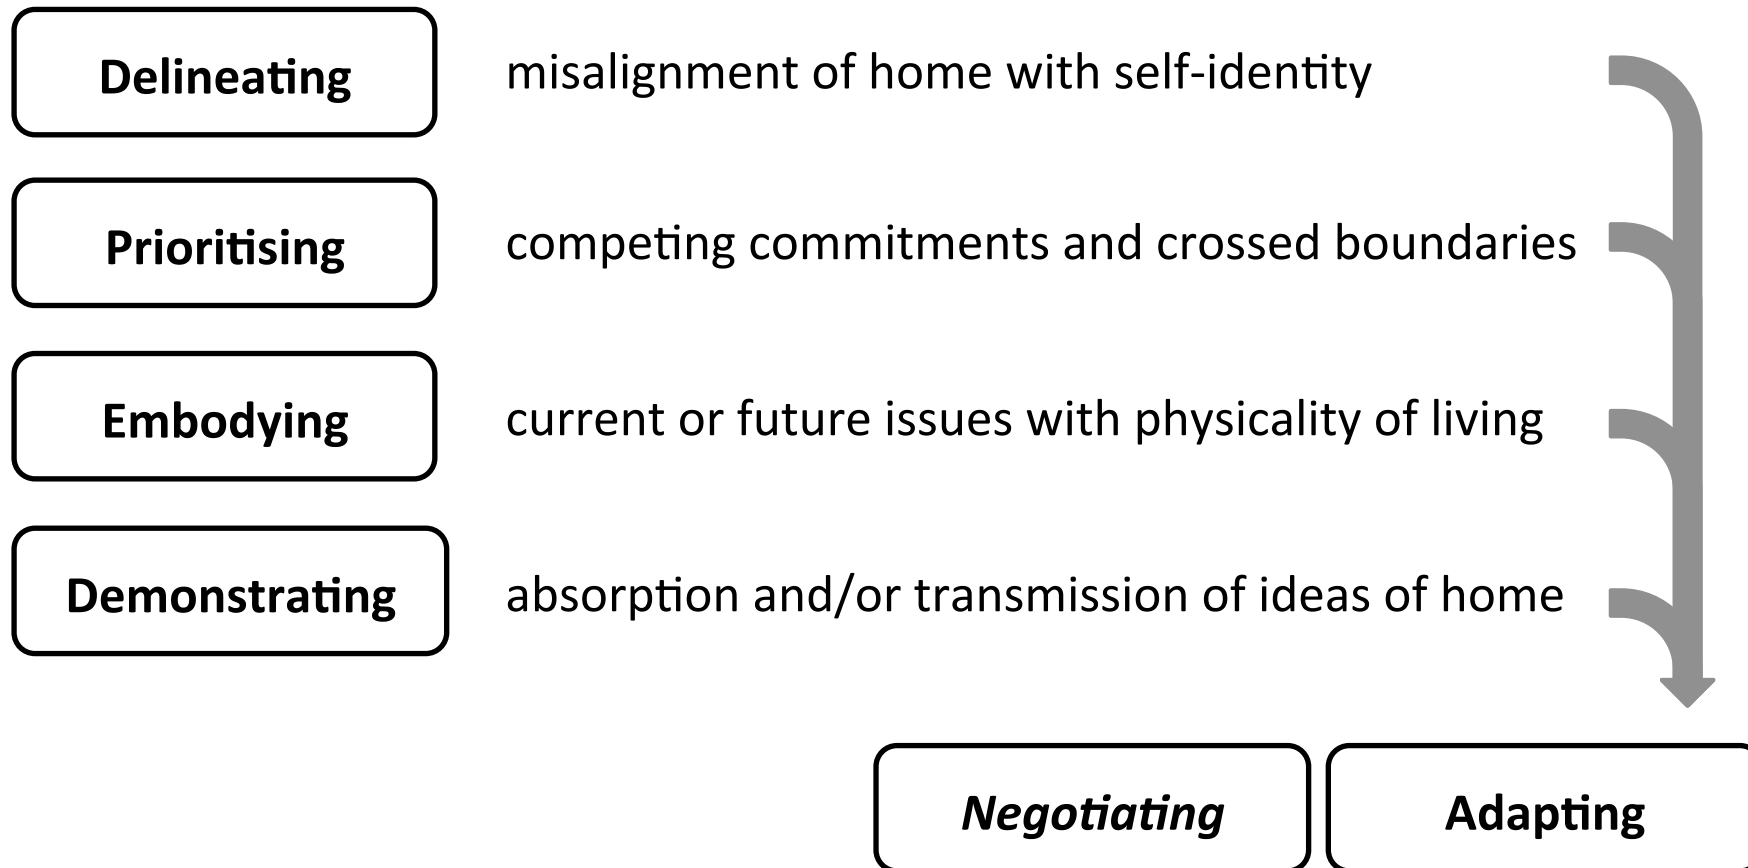 Delineating misalignment of home with self-identity
Prioritising competing commitments and crossed boundaries
Embodying current or future issues with physicality of living
Demonstrating absorption and/or transmission of ideas of home
Negotiating Adapting